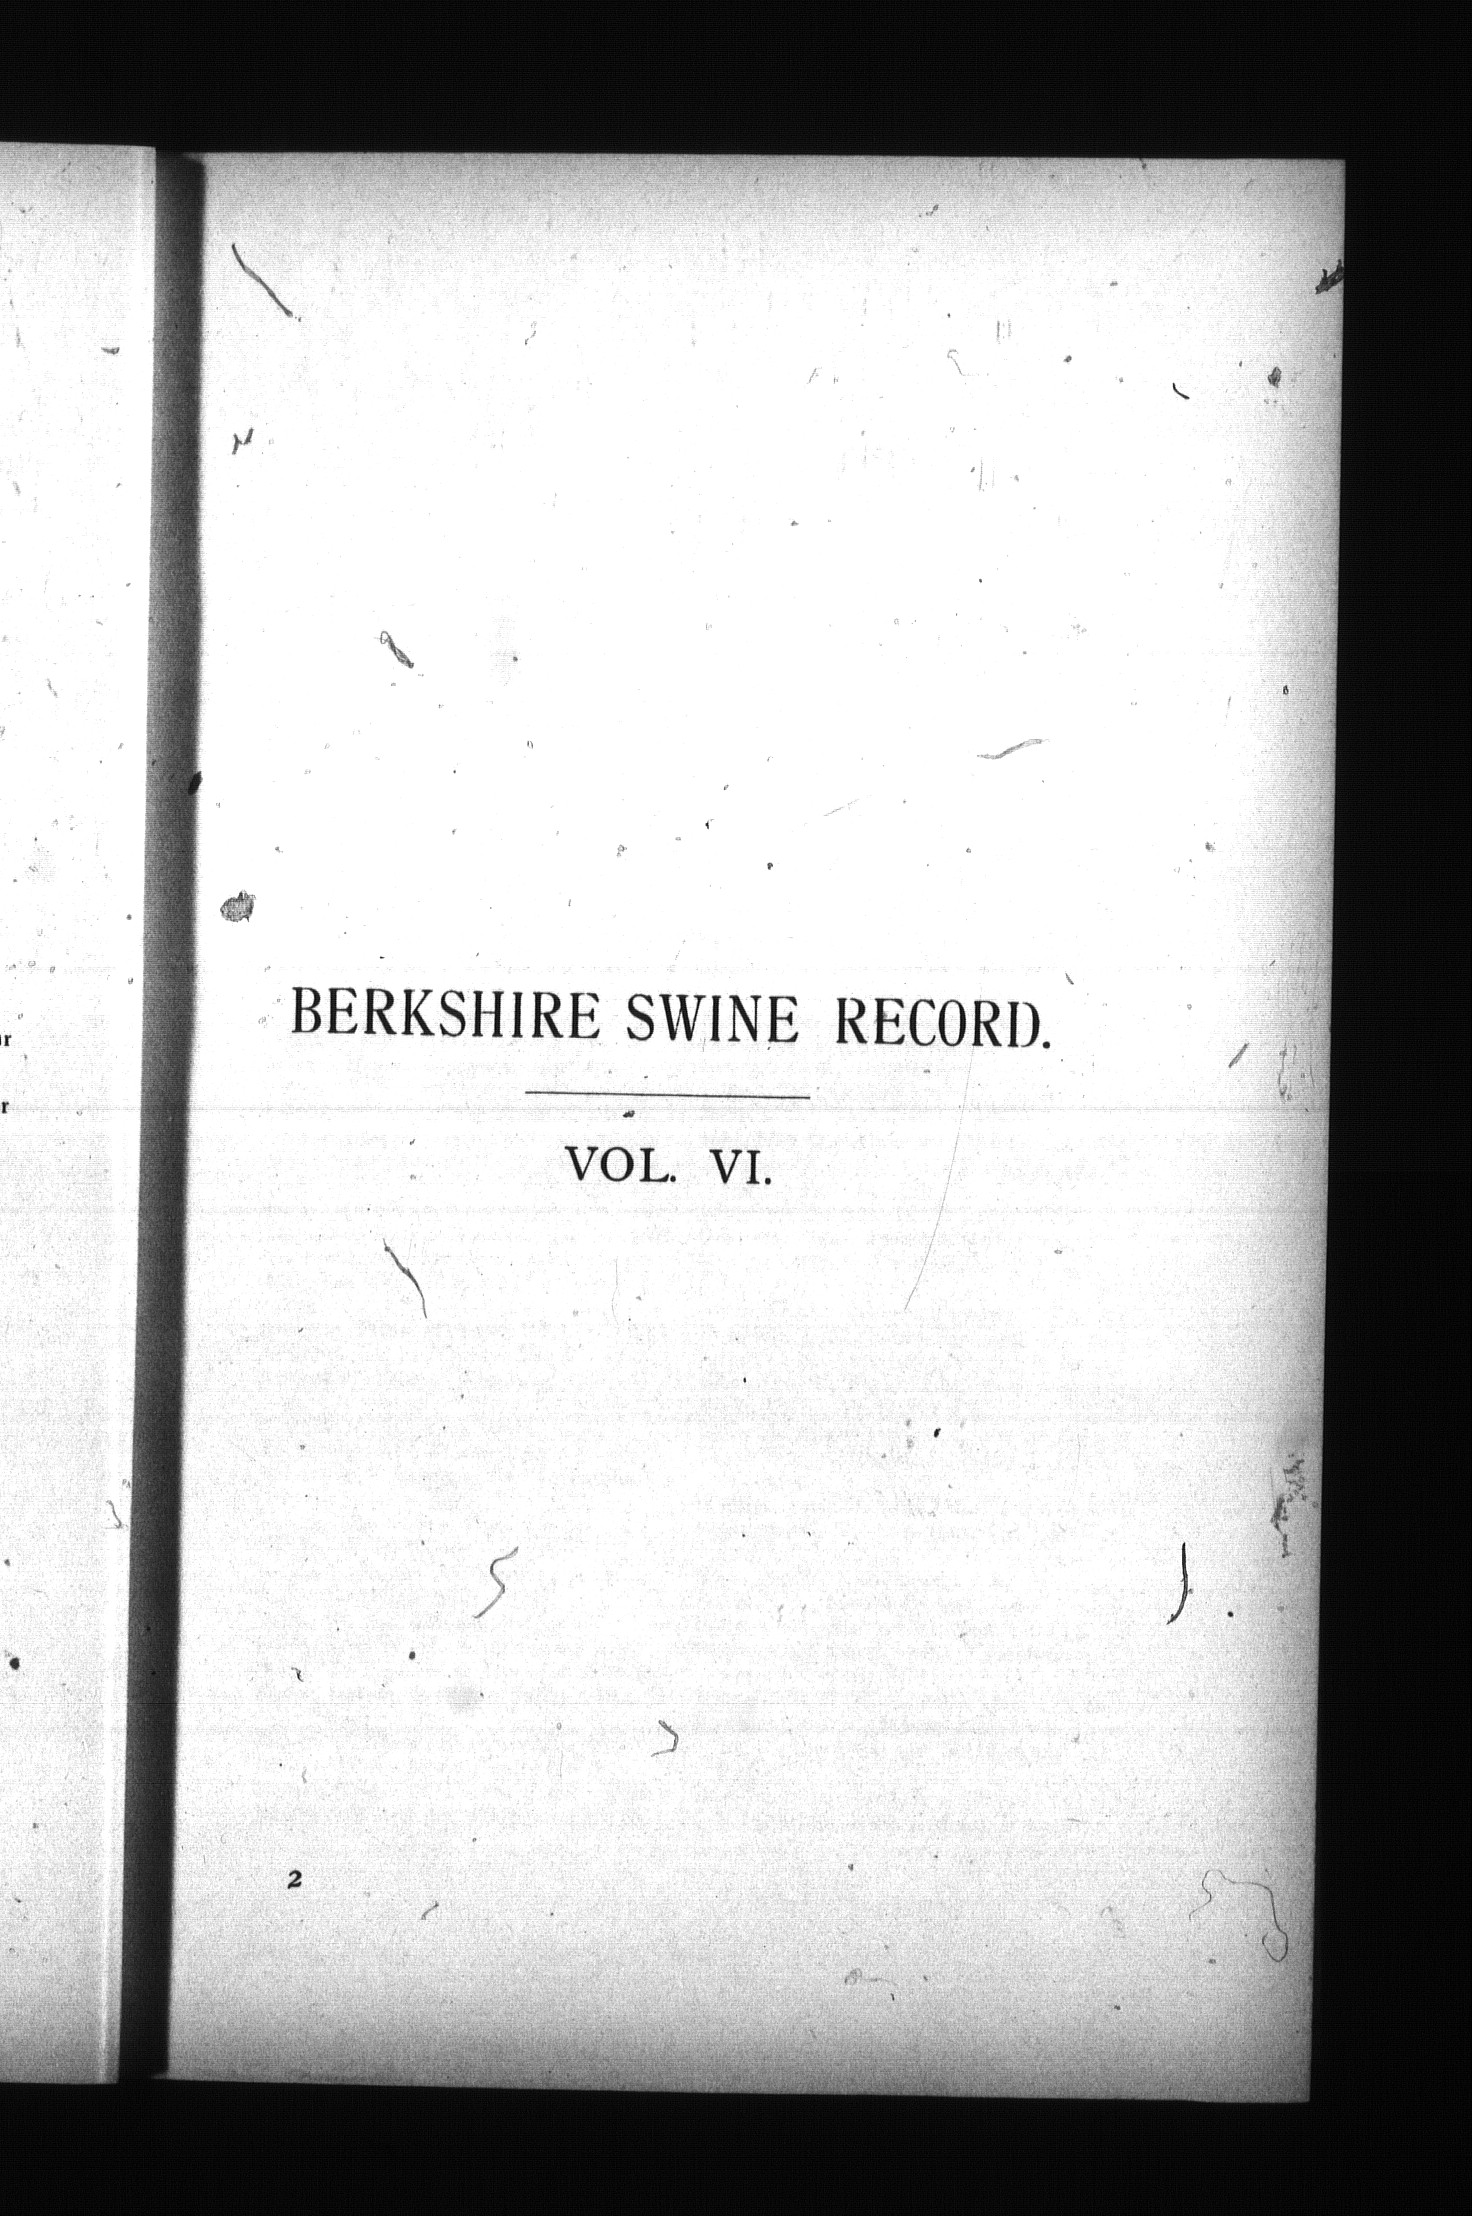 BERKSHIRE SWINE RECORD.
VOL. VI.
2